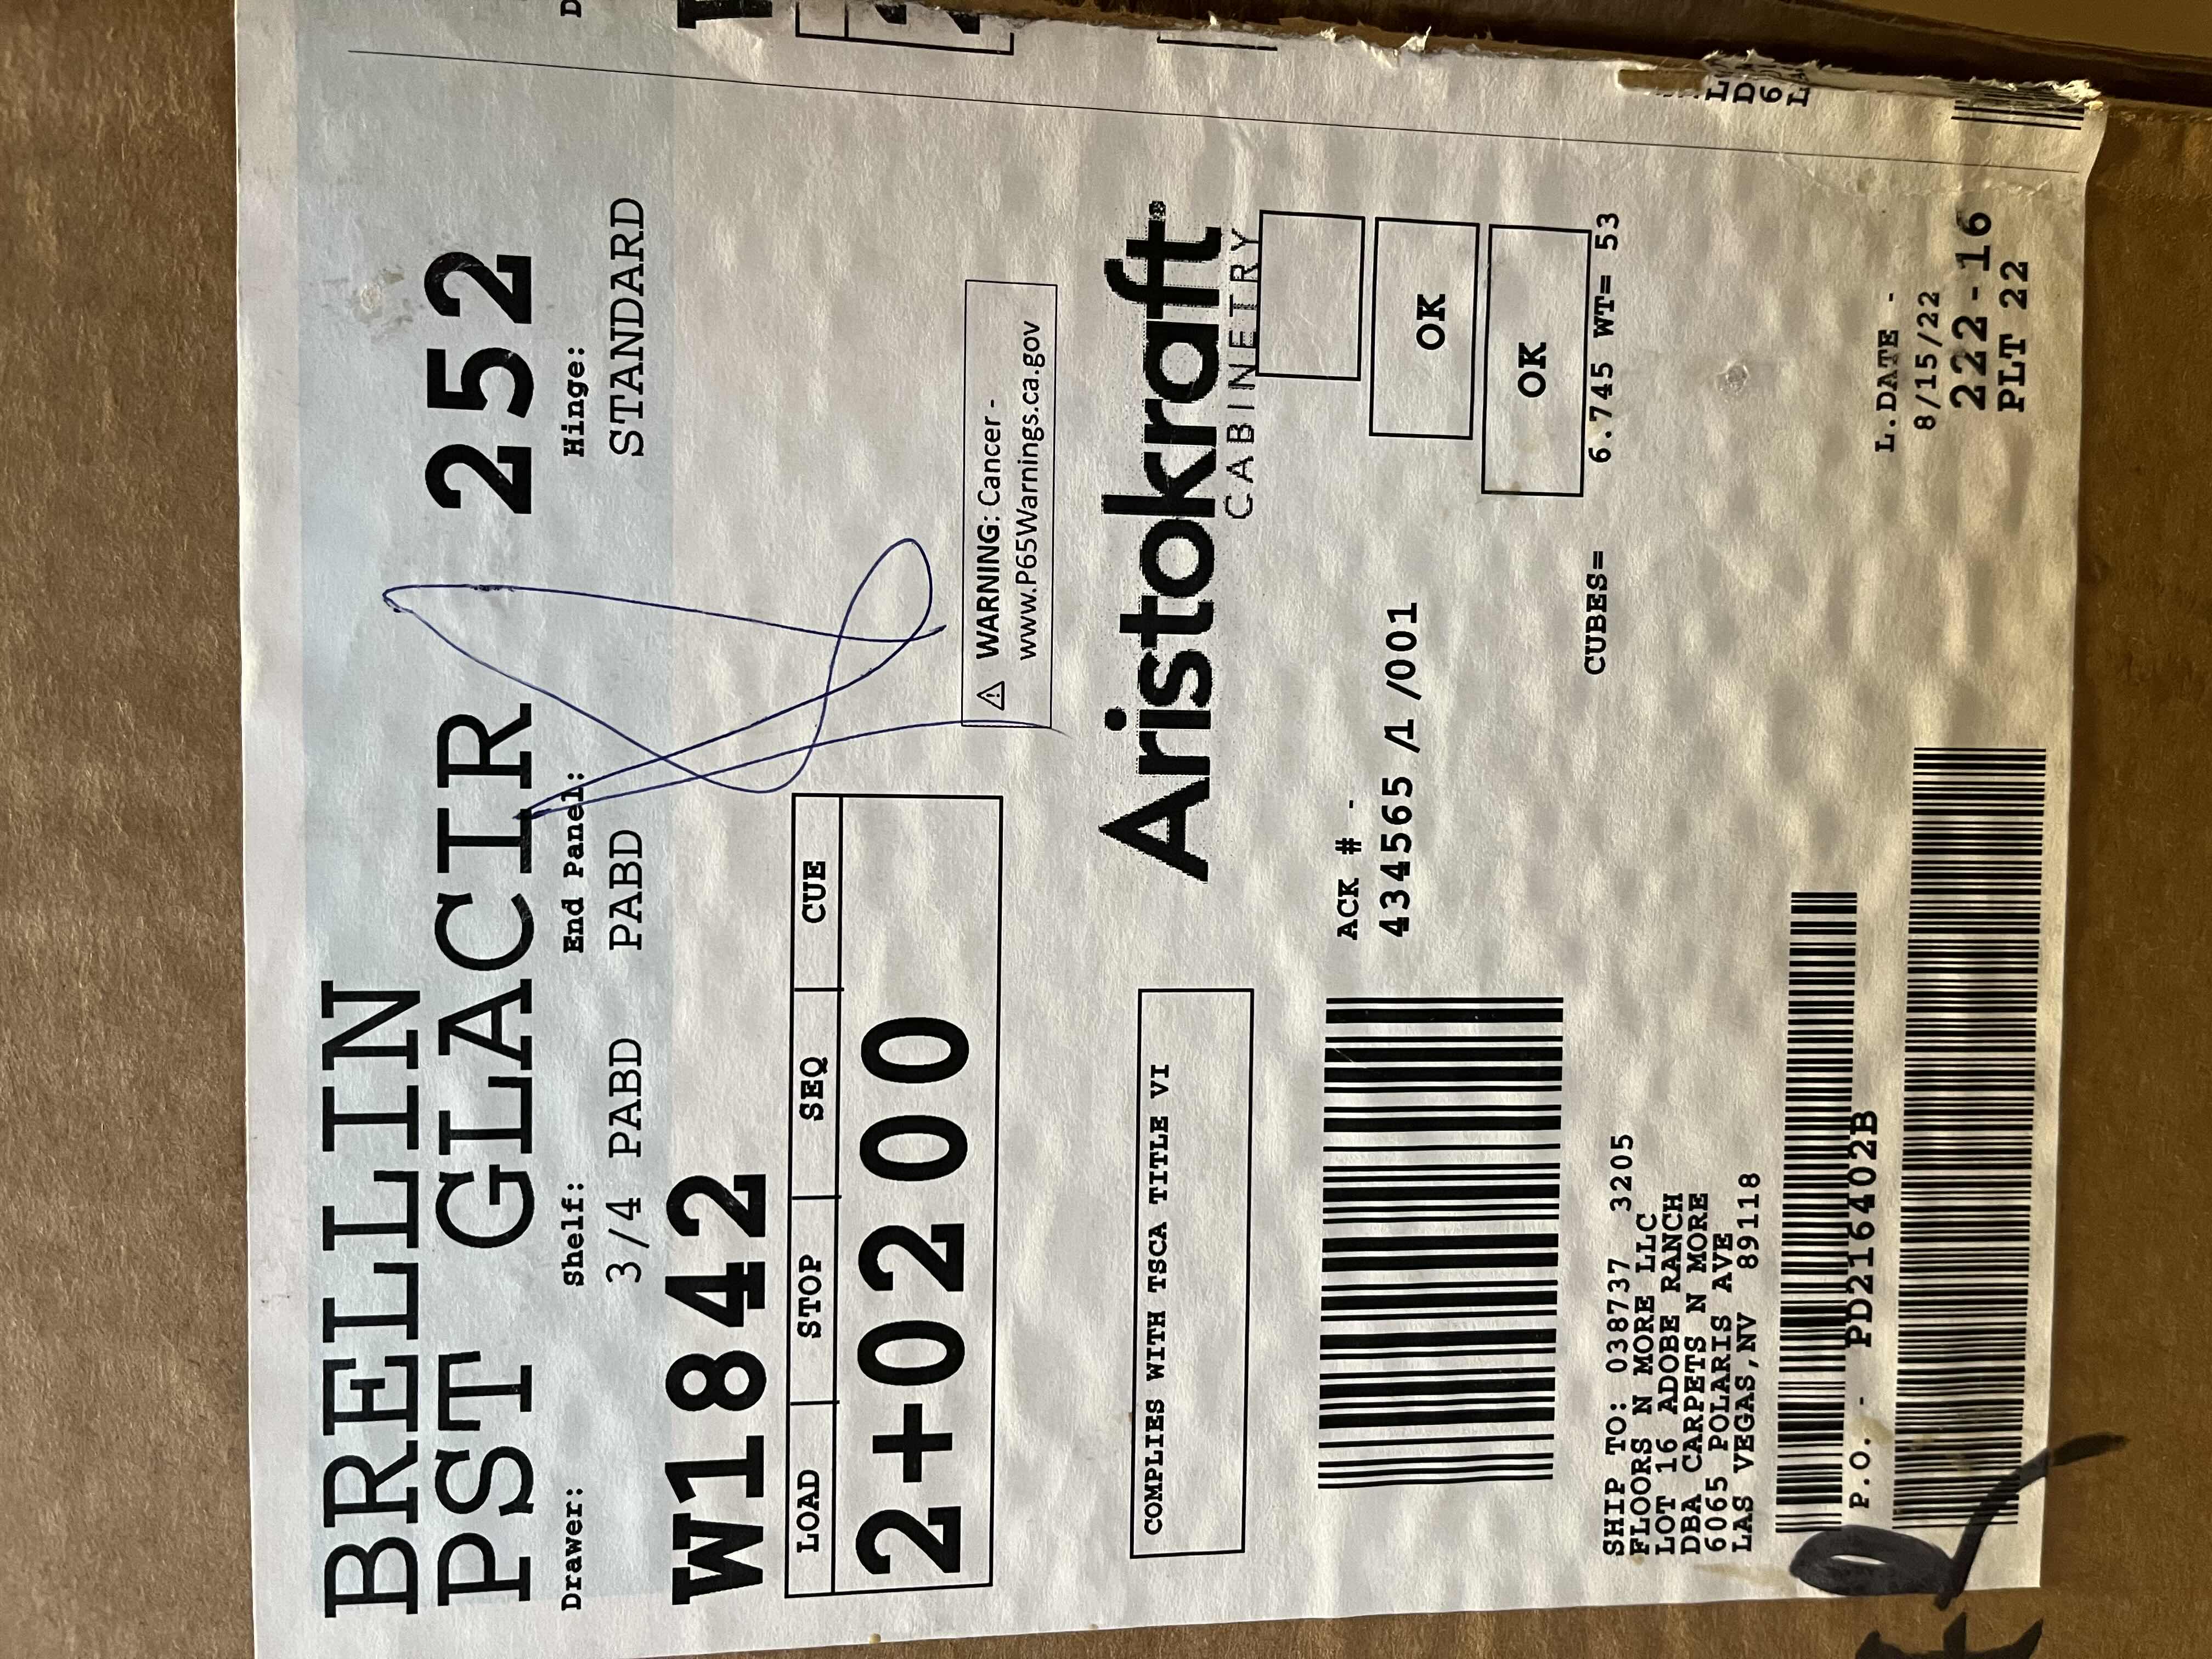 BRELLIN
PST GLACIR 252
Drawer: Shelf: End Panel: Hinge:
3/4 PABD PABD STANDARD
W1842
LOAD STOP SEQ CUE
2+0200
⚠ WARNING: Cancer -
www.P65Warnings.ca.gov
COMPLIES WITH TSCA TITLE VI
Aristokraft
CABINETRY
ACK # -
434565 /1 /001
OK
OK
CUBES= 6.745 WT= 53
SHIP TO: 038737 3205
FLOORS N MORE LLC
LOT 16 ADOBE RANCH
DBA CARPETS N MORE
6065 POLARIS AVE
LAS VEGAS,NV 89118
P.O. - PD216402B
L.DATE -
8/15/22
222-16
PLT 22